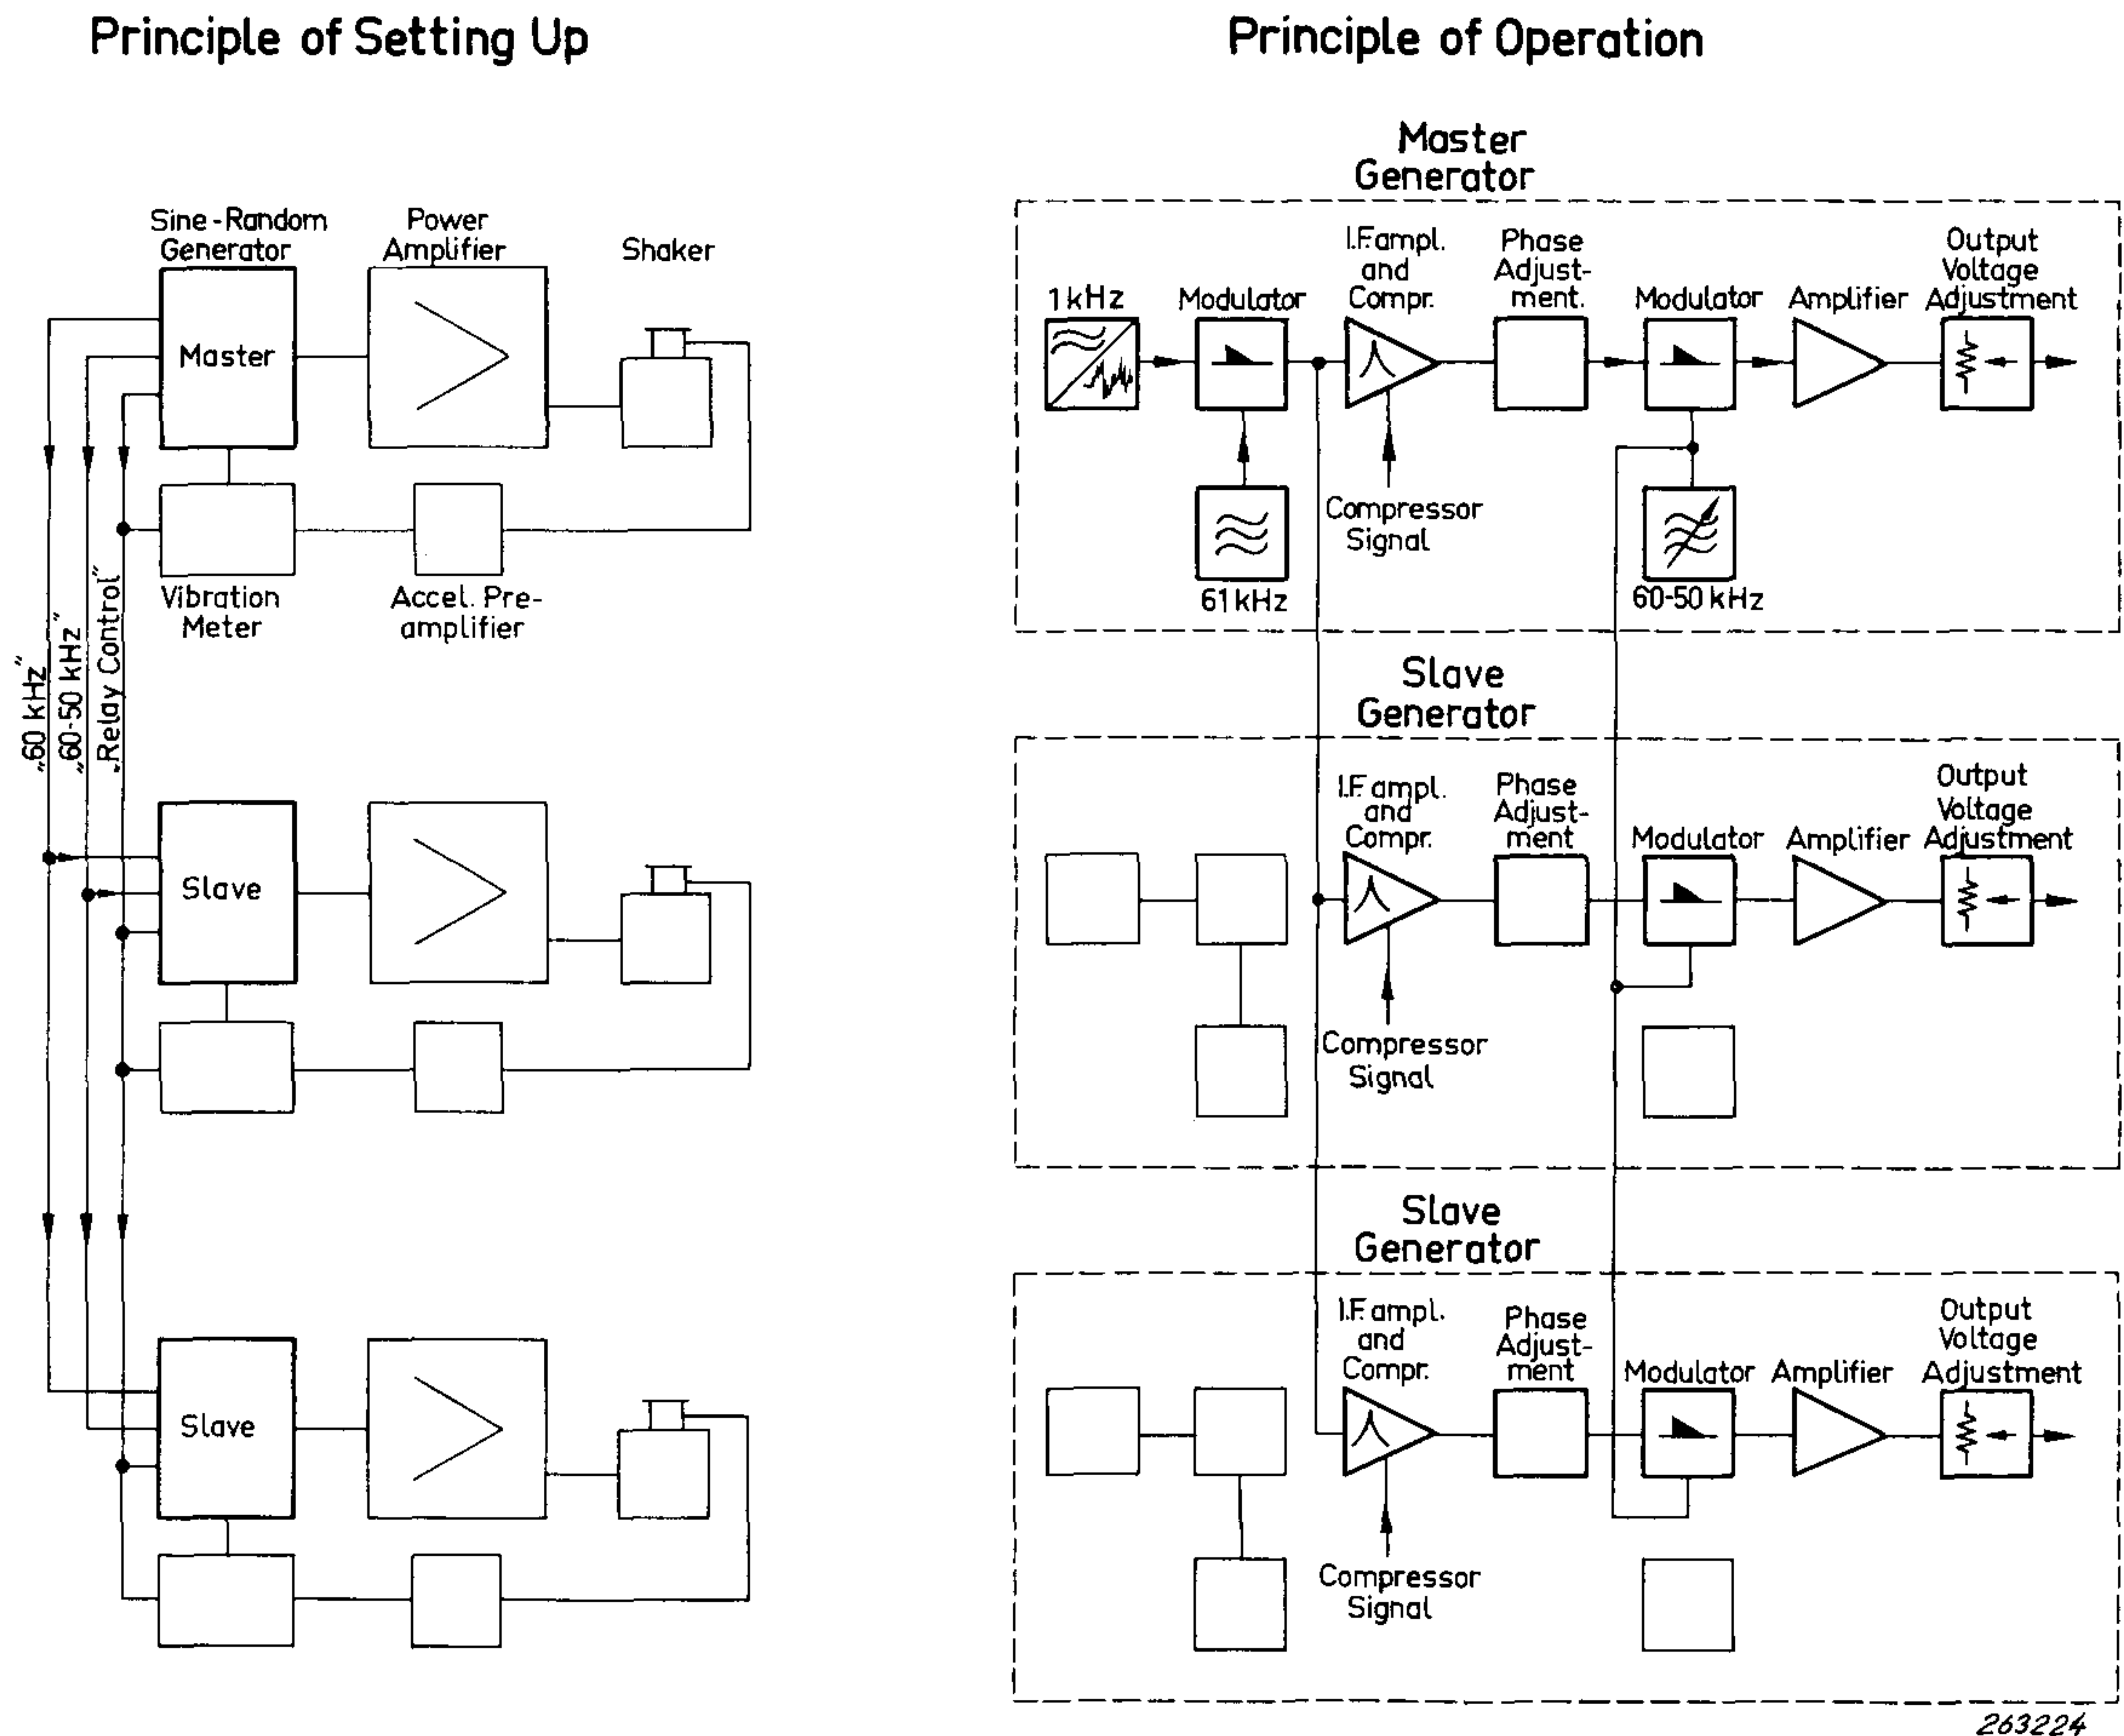 Principle of Setting Up
Sine-Random
Generator
Power
Amplifier
Shaker
Master
Vibration
Meter
Accel. Pre-
amplifier
„60 kHz”
„60-50 kHz”
„Relay Control”
Slave
Slave
Principle of Operation
Master
Generator
1 kHz
Modulator
I.F. ampl.
and
Compr.
Phase
Adjust-
ment.
Modulator
Amplifier
Output
Voltage
Adjustment
Compressor
Signal
61 kHz
60-50 kHz
Slave
Generator
I.F. ampl.
and
Compr.
Phase
Adjust-
ment
Modulator
Amplifier
Output
Voltage
Adjustment
Compressor
Signal
Slave
Generator
I.F. ampl.
and
Compr.
Phase
Adjust-
ment
Modulator
Amplifier
Output
Voltage
Adjustment
Compressor
Signal
263224